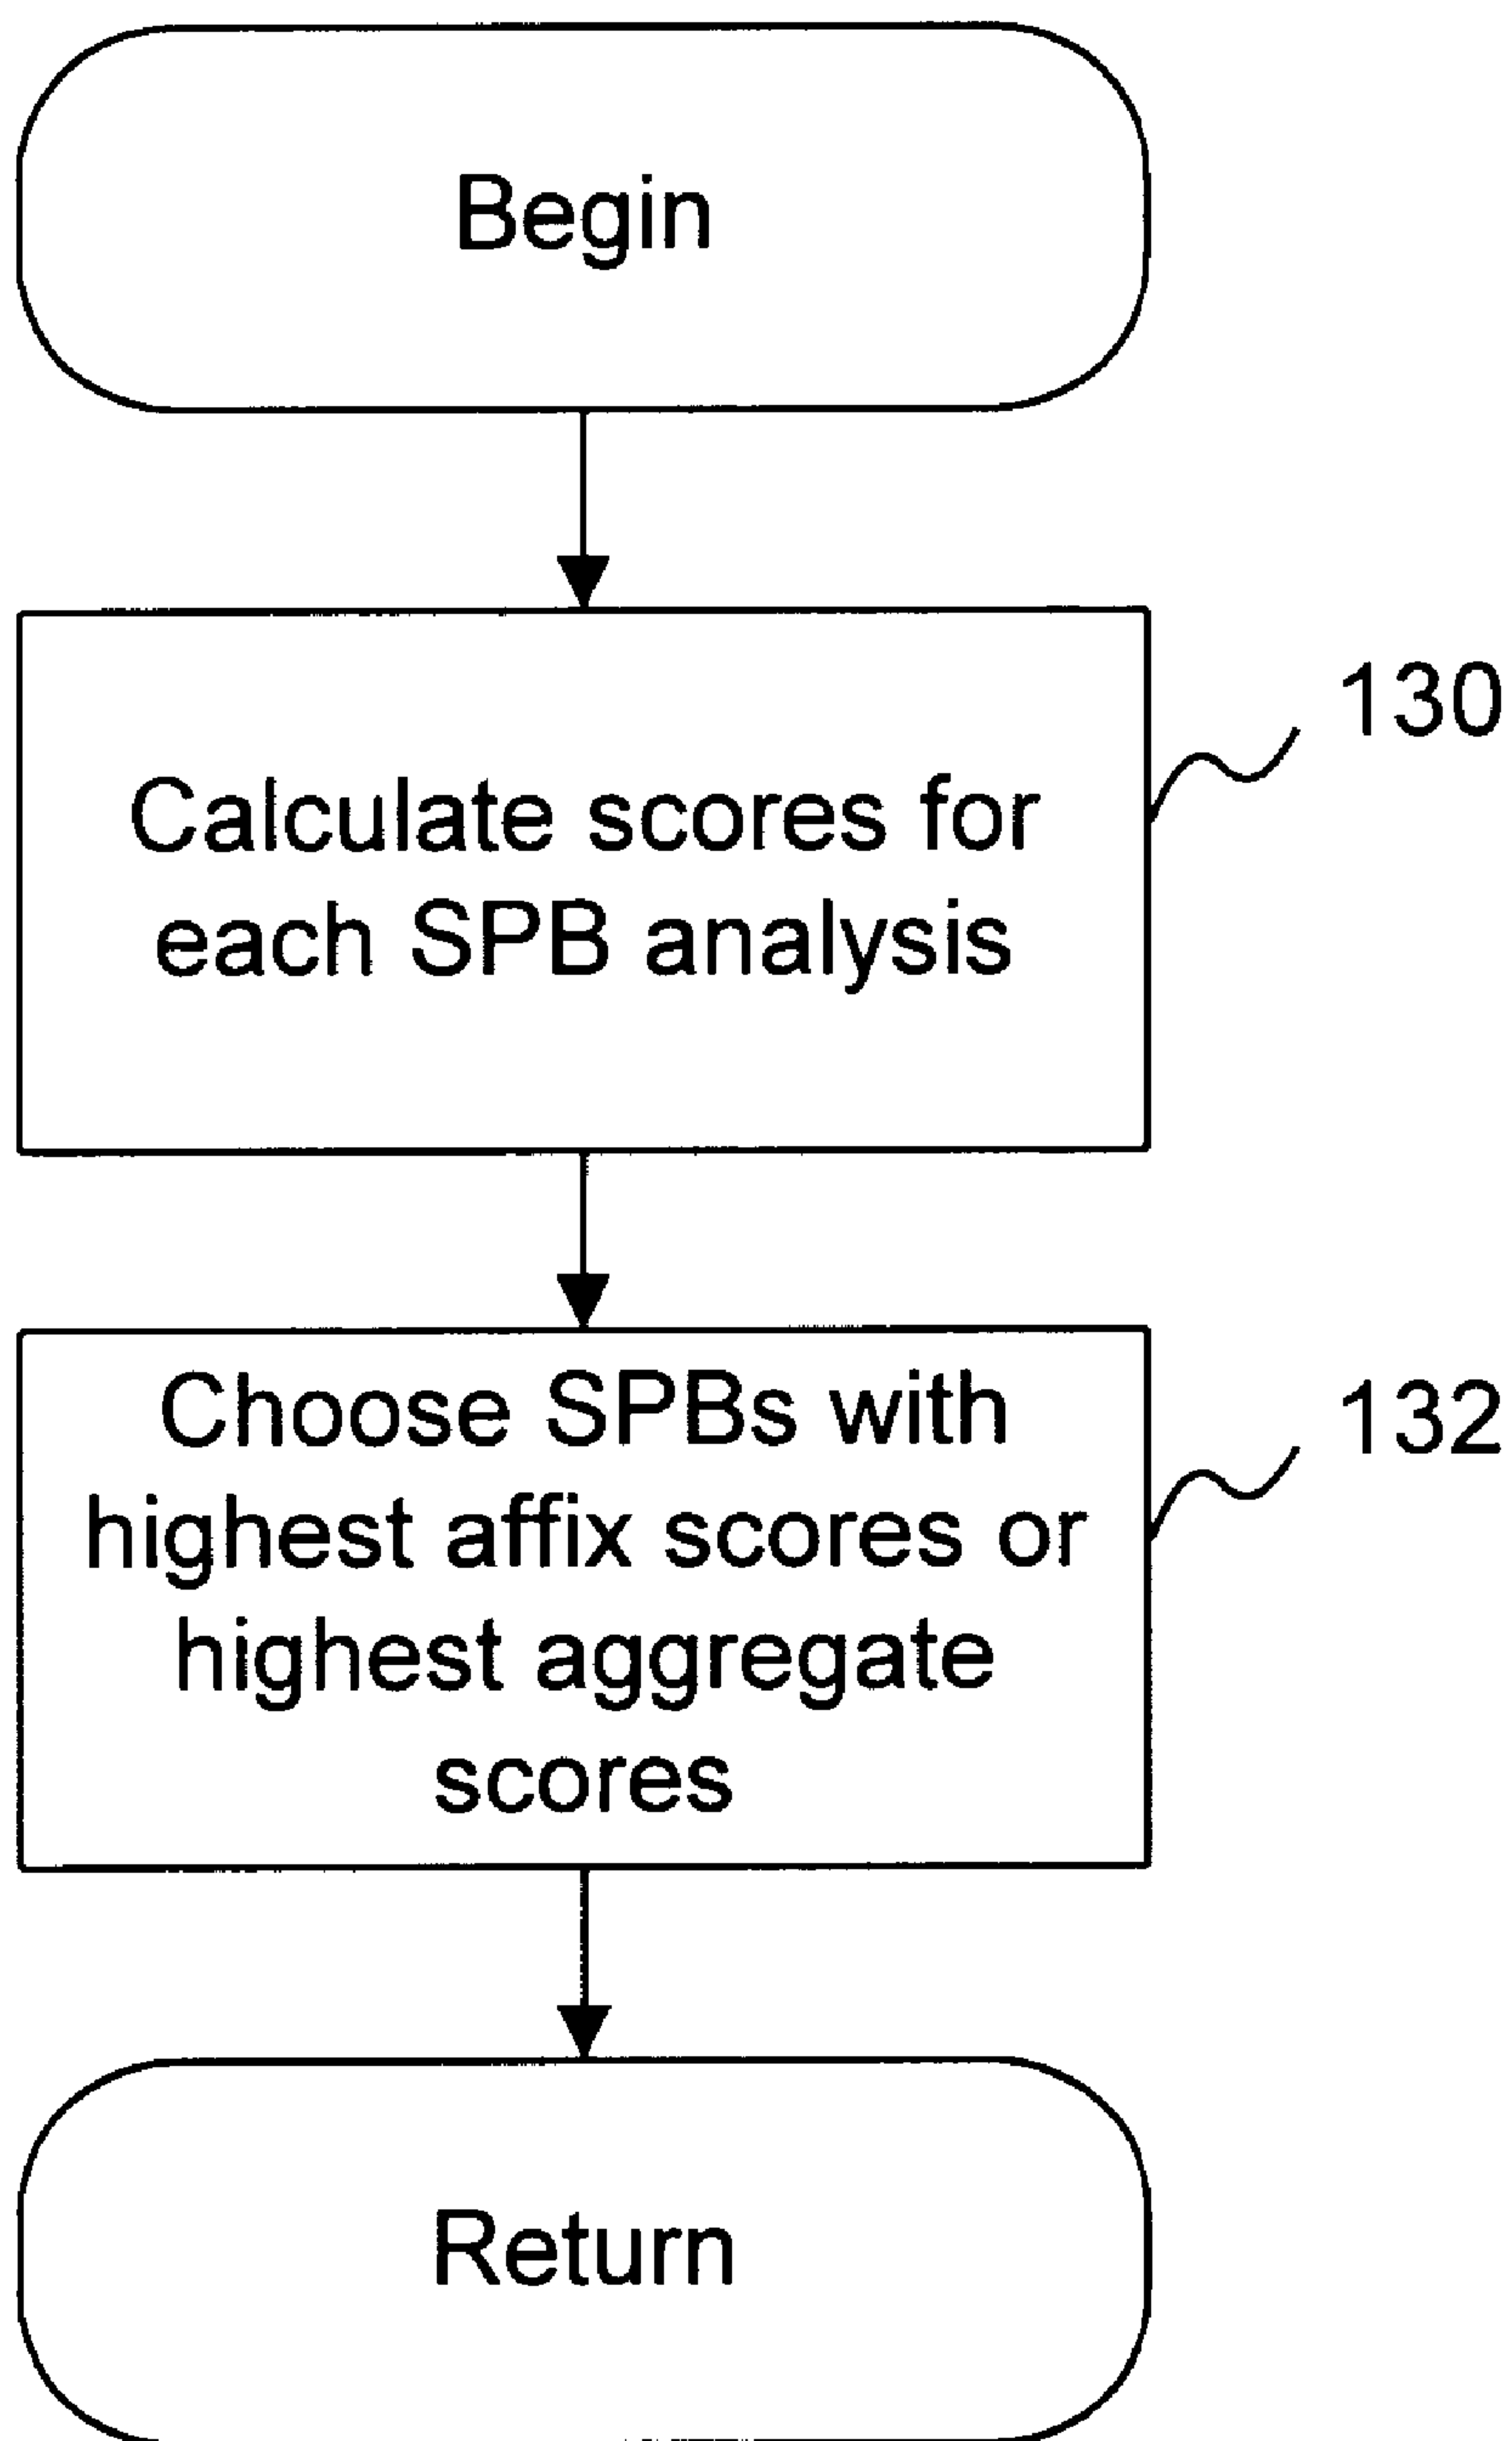 Begin
130
Calculate scores for
each SPB analysis
132
Choose SPBs with
highest affix scores or
highest aggregate
scores
Return